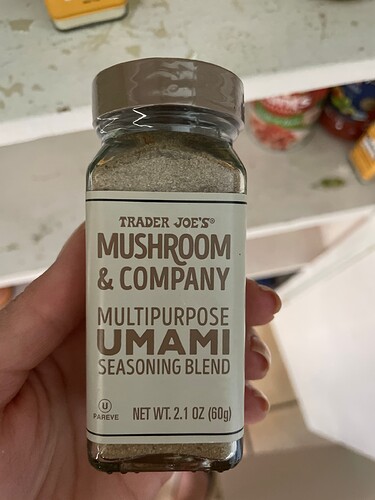 TRADER JOE'S®
MUSHROOM
& COMPANY
MULTIPURPOSE
UMAMI
SEASONING BLEND
U
PAREVE
NET WT. 2.1 OZ (60g)